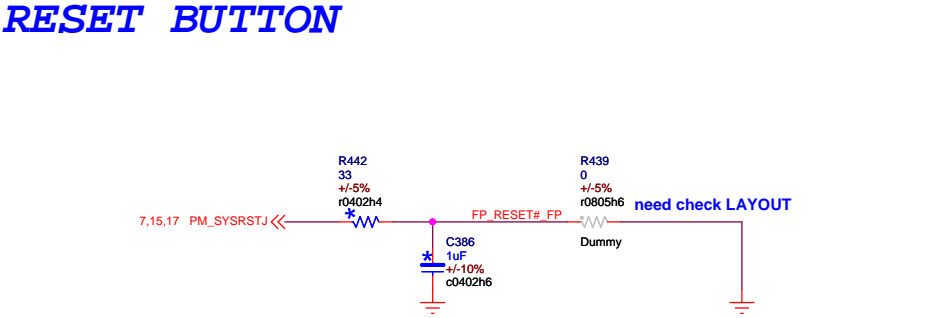 RESET BUTTON
R442
33
+/-5%
r0402h4
R439
0
+/-5%
r0805h6
need check LAYOUT
7,15,17 PM_SYSRSTJ
FP_RESET#_FP
Dummy
C386
1uF
+/-10%
c0402h6